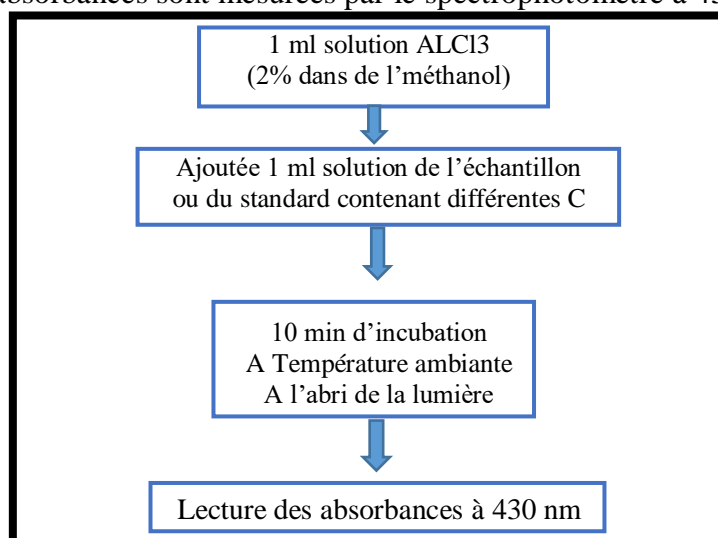 absorbances sont mesurées par le spectrophotomètre à 43
1 ml solution ALCl3
(2% dans de l’méthanol)
Ajoutée 1 ml solution de l’échantillon
ou du standard contenant différentes C
10 min d’incubation
A Température ambiante
A l’abri de la lumière
Lecture des absorbances à 430 nm